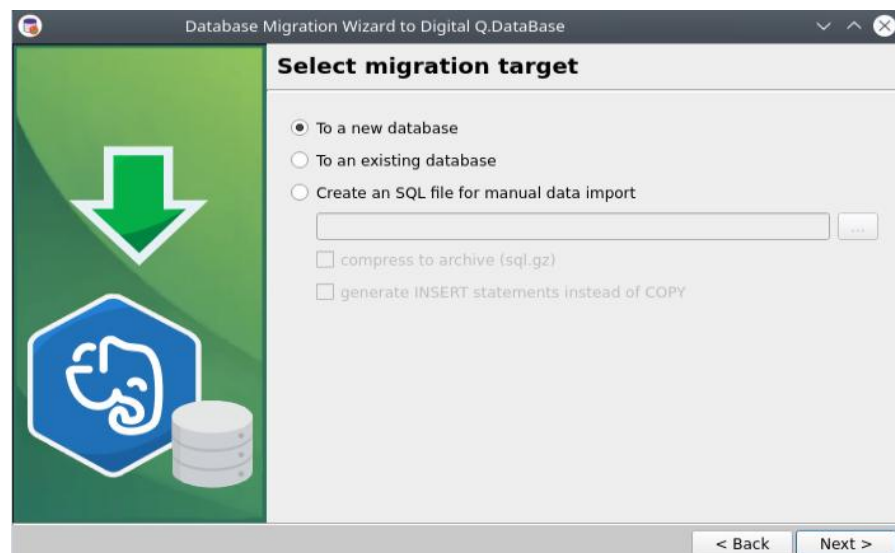 Database Migration Wizard to Digital Q.DataBase
Select migration target
To a new database
To an existing database
Create an SQL file for manual data import
...
compress to archive (sql.gz)
generate INSERT statements instead of COPY
< Back Next >